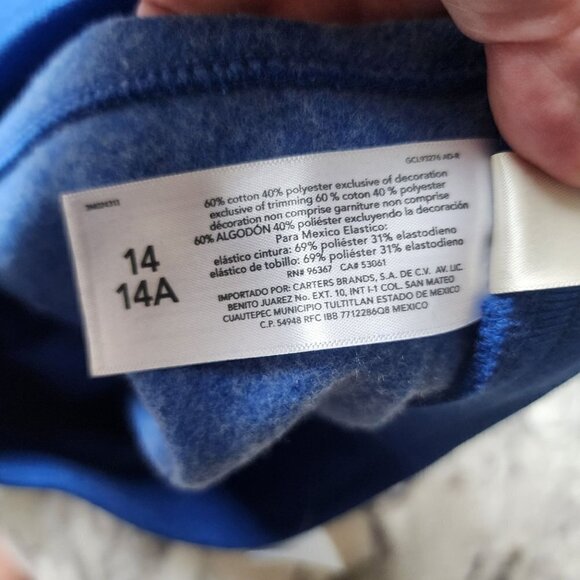 GCL93276 AD-R
60% cotton 40% polyester exclusive of decoration
exclusive of trimming 60 % coton 40 % polyester
décoration non comprise garniture non comprise
60% ALGODÓN 40% poliéster excluyendo la decoración
Para Mexico Elastico:
elástico cintura: 69% poliéster 31% elastodieno
elástico de tobillo: 69% poliéster 31% elastodieno
RN# 96367 CA# 53061
IMPORTADO POR: CARTERS BRANDS, S.A. DE C.V. AV. LIC.
BENITO JUAREZ No. EXT. 10, INT I-1 COL. SAN MATEO
CUAUTEPEC MUNICIPIO TULTITLAN ESTADO DE MEXICO
C.P. 54948 RFC IBB 7712286Q8 MEXICO
14
14A